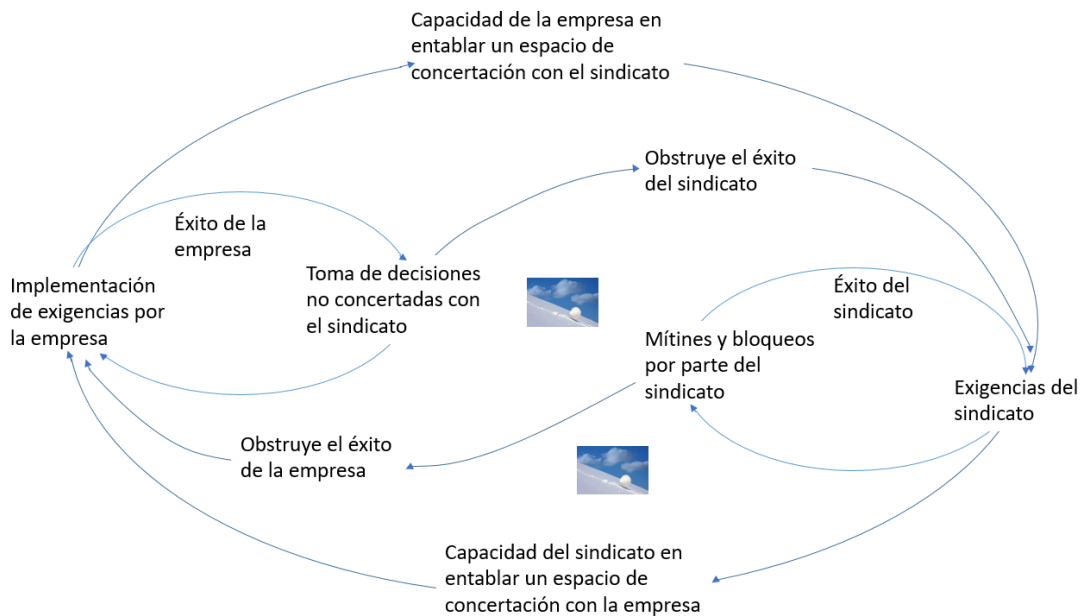 Capacidad de la empresa en
entablar un espacio de
concertación con el sindicato
Obstruye el éxito
del sindicato
Éxito de la
empresa
Implementación
de exigencias por
la empresa
Toma de decisiones
no concertadas con
el sindicato
Éxito del
sindicato
Mítines y bloqueos
por parte del
sindicato
Exigencias del
sindicato
Obstruye el éxito
de la empresa
Capacidad del sindicato en
entablar un espacio de
concertación con la empresa